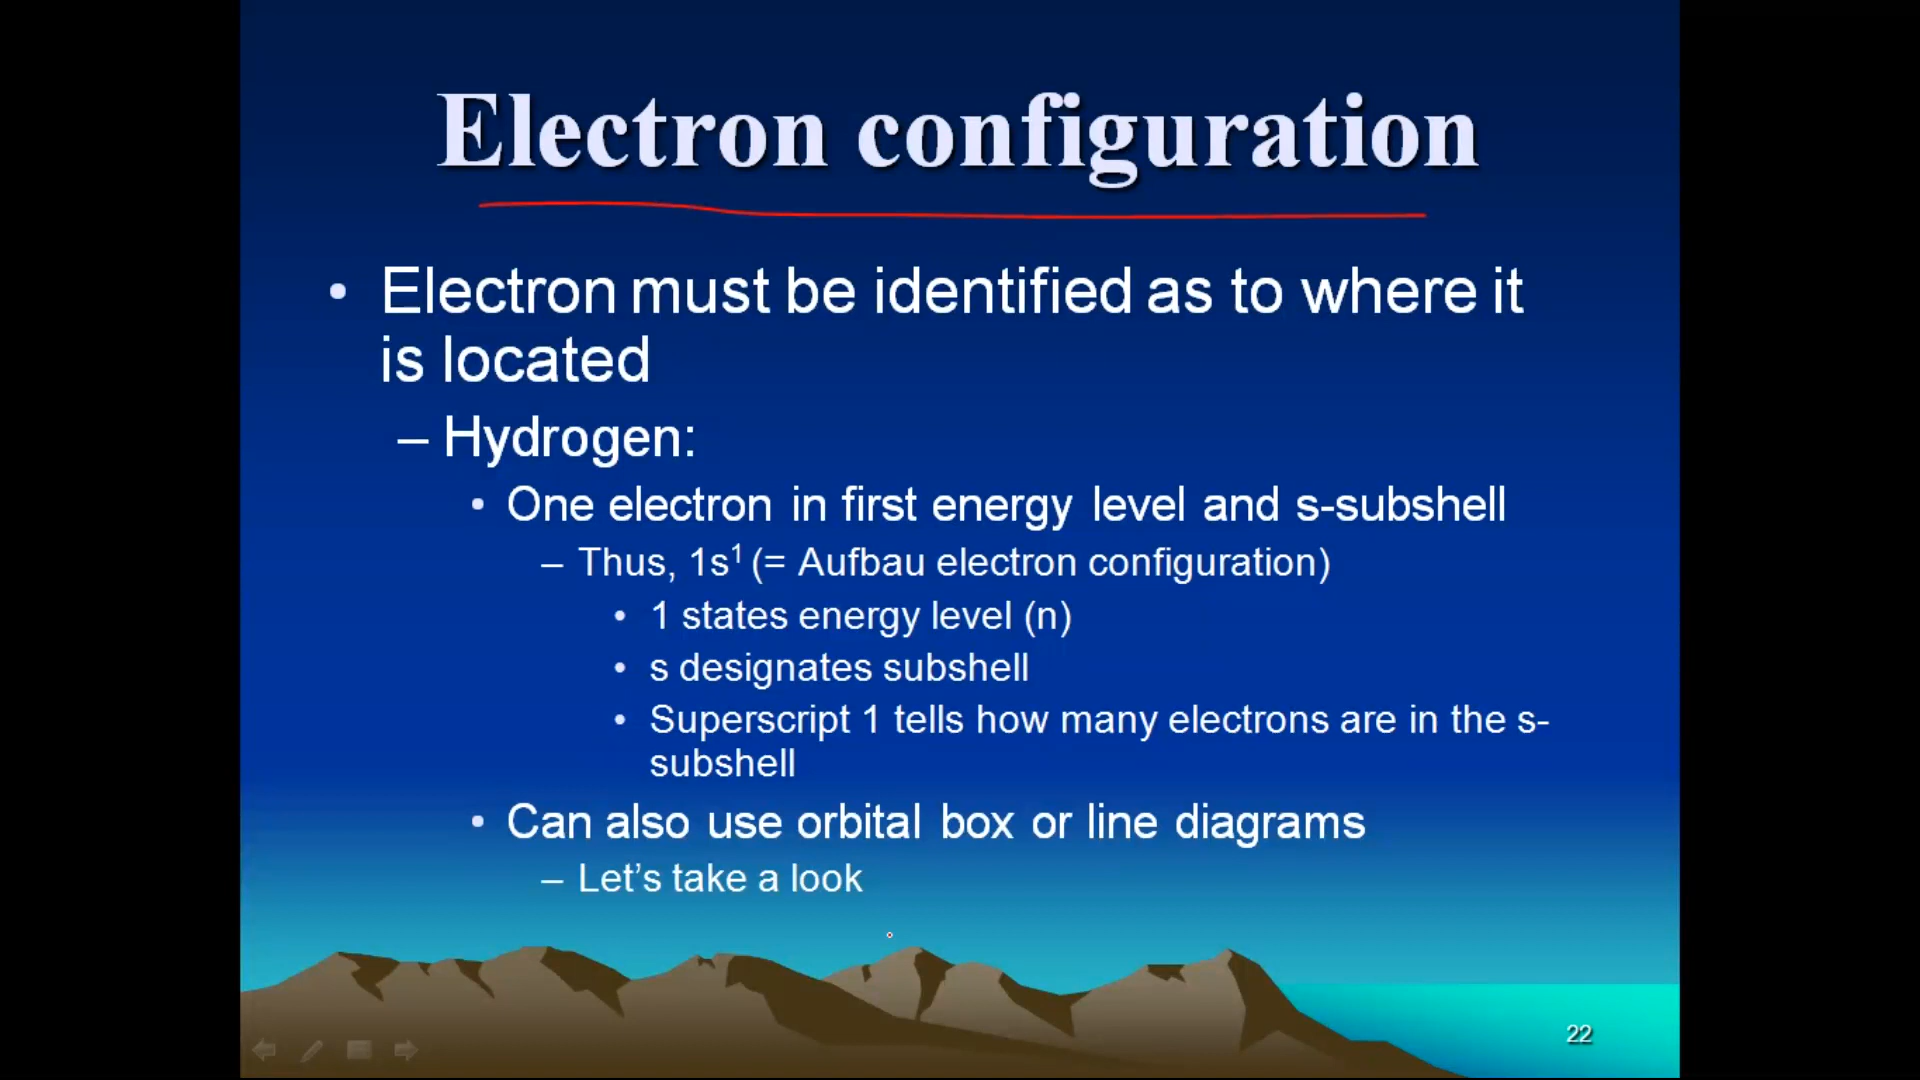 Electron configuration
• Electron must be identified as to where it
is located
– Hydrogen:
• One electron in first energy level and s-subshell
– Thus, 1s¹ (= Aufbau electron configuration)
• 1 states energy level (n)
• s designates subshell
• Superscript 1 tells how many electrons are in the s-
subshell
• Can also use orbital box or line diagrams
– Let’s take a look
22